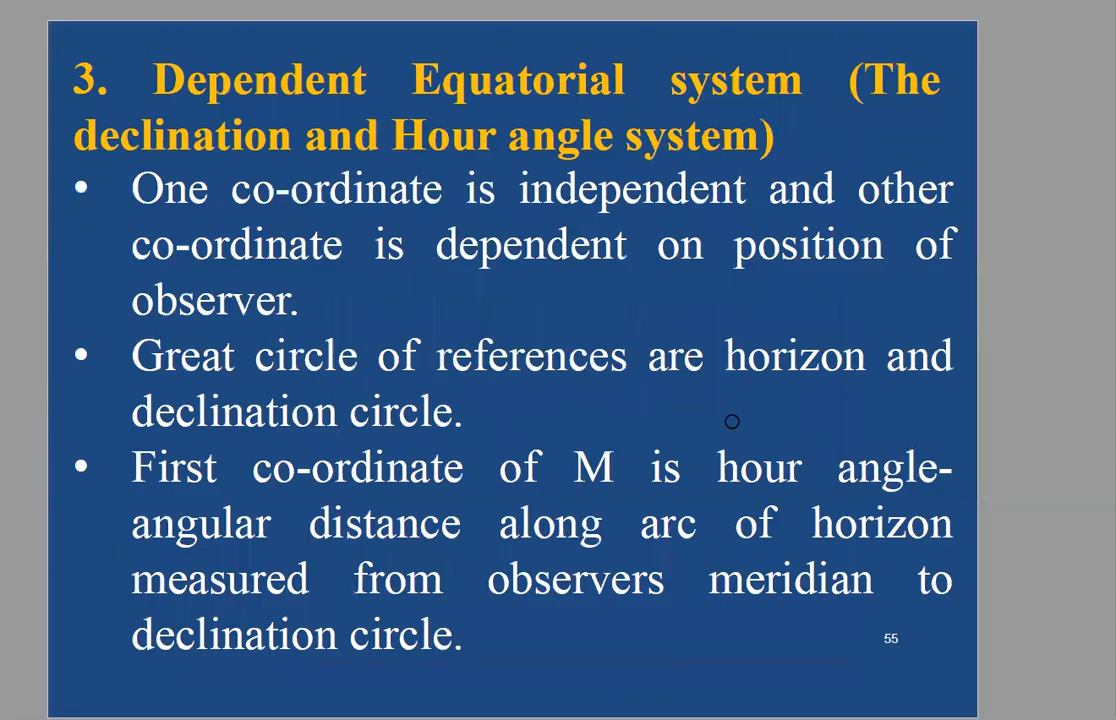 3. Dependent Equatorial system (The
declination and Hour angle system)
• One co-ordinate is independent and other
co-ordinate is dependent on position of
observer.
• Great circle of references are horizon and
declination circle.
• First co-ordinate of M is hour angle-
angular distance along arc of horizon
measured from observers meridian to
declination circle.
55